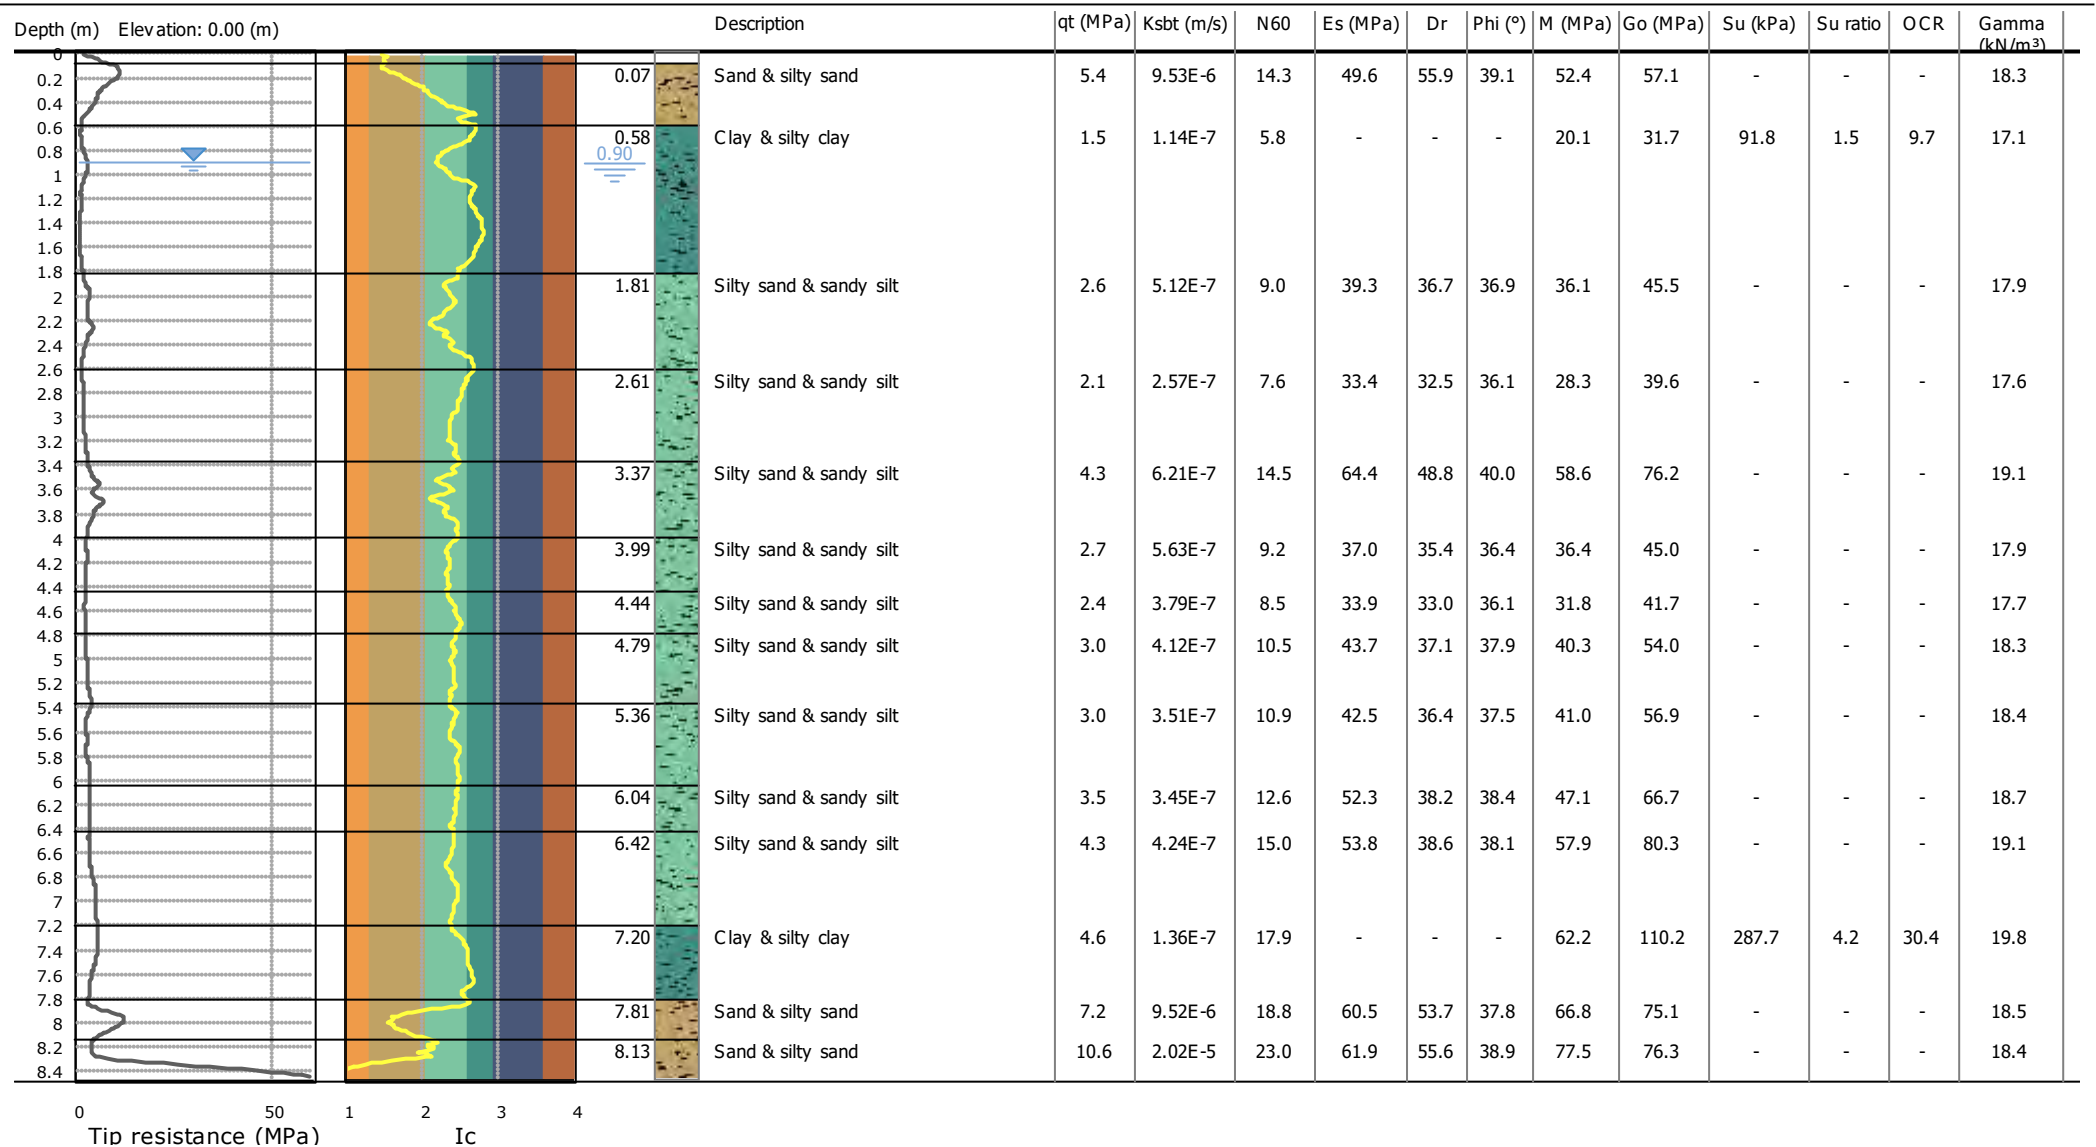 Depth (m) Elevation: 0.00 (m) Description qt (MPa) Ksbt (m/s) N60 Es (MPa) Dr Phi (°) M (MPa) Go (MPa) Su (kPa) Su ratio OCR Gamma (kN/m³)
0
0.2 0.07 Sand & silty sand 5.4 9.53E-6 14.3 49.6 55.9 39.1 52.4 57.1 - - - 18.3
0.4
0.6
0.58 Clay & silty clay 1.5 1.14E-7 5.8 - - - 20.1 31.7 91.8 1.5 9.7 17.1
0.8 0.90
1
1.2
1.4
1.6
1.8
1.81 Silty sand & sandy silt 2.6 5.12E-7 9.0 39.3 36.7 36.9 36.1 45.5 - - - 17.9
2
2.2
2.4
2.6
2.61 Silty sand & sandy silt 2.1 2.57E-7 7.6 33.4 32.5 36.1 28.3 39.6 - - - 17.6
2.8
3
3.2
3.4
3.37 Silty sand & sandy silt 4.3 6.21E-7 14.5 64.4 48.8 40.0 58.6 76.2 - - - 19.1
3.6
3.8
4
3.99 Silty sand & sandy silt 2.7 5.63E-7 9.2 37.0 35.4 36.4 36.4 45.0 - - - 17.9
4.2
4.4
4.6 4.44 Silty sand & sandy silt 2.4 3.79E-7 8.5 33.9 33.0 36.1 31.8 41.7 - - - 17.7
4.8
4.79 Silty sand & sandy silt 3.0 4.12E-7 10.5 43.7 37.1 37.9 40.3 54.0 - - - 18.3
5
5.2
5.4
5.36 Silty sand & sandy silt 3.0 3.51E-7 10.9 42.5 36.4 37.5 41.0 56.9 - - - 18.4
5.6
5.8
6
6.04 Silty sand & sandy silt 3.5 3.45E-7 12.6 52.3 38.2 38.4 47.1 66.7 - - - 18.7
6.2
6.4
6.42 Silty sand & sandy silt 4.3 4.24E-7 15.0 53.8 38.6 38.1 57.9 80.3 - - - 19.1
6.6
6.8
7
7.2
7.20 Clay & silty clay 4.6 1.36E-7 17.9 - - - 62.2 110.2 287.7 4.2 30.4 19.8
7.4
7.6
7.8
7.81 Sand & silty sand 7.2 9.52E-6 18.8 60.5 53.7 37.8 66.8 75.1 - - - 18.5
8
8.2
8.13 Sand & silty sand 10.6 2.02E-5 23.0 61.9 55.6 38.9 77.5 76.3 - - - 18.4
8.4
0 50 1 2 3 4
Tip resistance (MPa) Ic